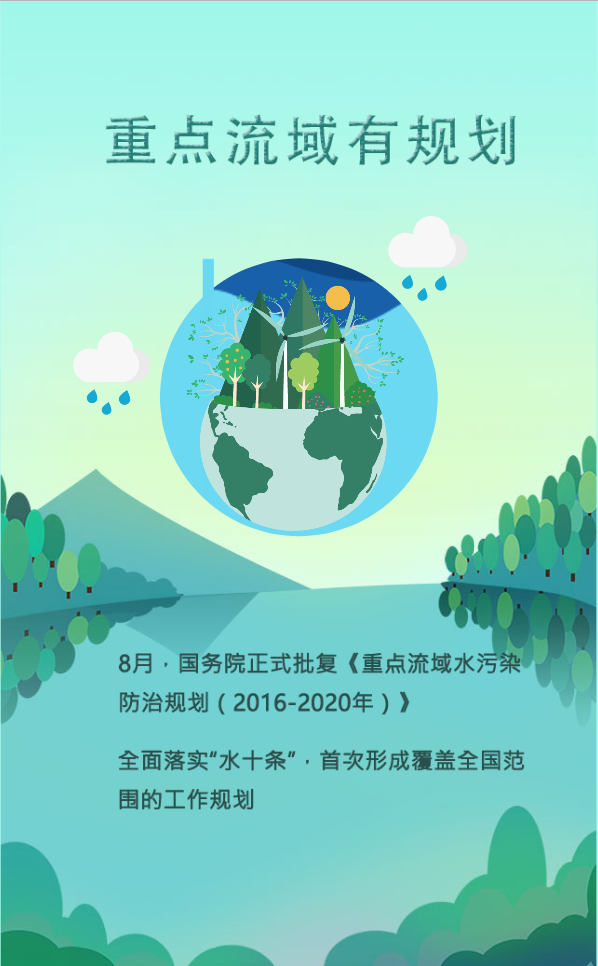 重点流域有规划
8月，国务院正式批复《重点流域水污染
防治规划（2016-2020年）》
全面落实“水十条”，首次形成覆盖全国范
围的工作规划